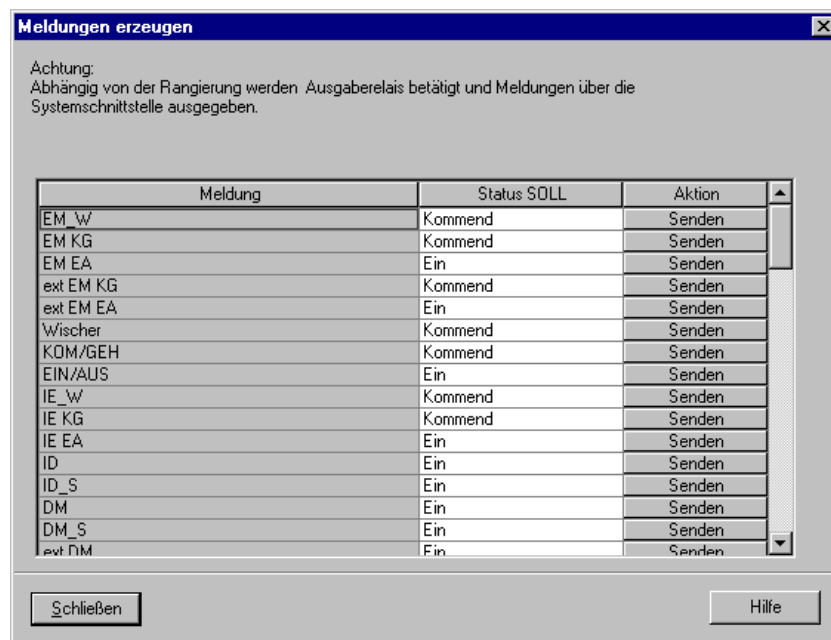 Meldungen erzeugen
Achtung:
Abhängig von der Rangierung werden Ausgaberelais betätigt und Meldungen über die
Systemschnittstelle ausgegeben.
Meldung Status SOLL Aktion
EM_W Kommend Senden
EM KG Kommend Senden
EM EA Ein Senden
ext EM KG Kommend Senden
ext EM EA Ein Senden
Wischer Kommend Senden
KOM/GEH Kommend Senden
EIN/AUS Ein Senden
IE_W Kommend Senden
IE KG Kommend Senden
IE EA Ein Senden
ID Ein Senden
ID_S Ein Senden
DM Ein Senden
DM_S Ein Senden
ext DM Ein Senden
Schließen Hilfe